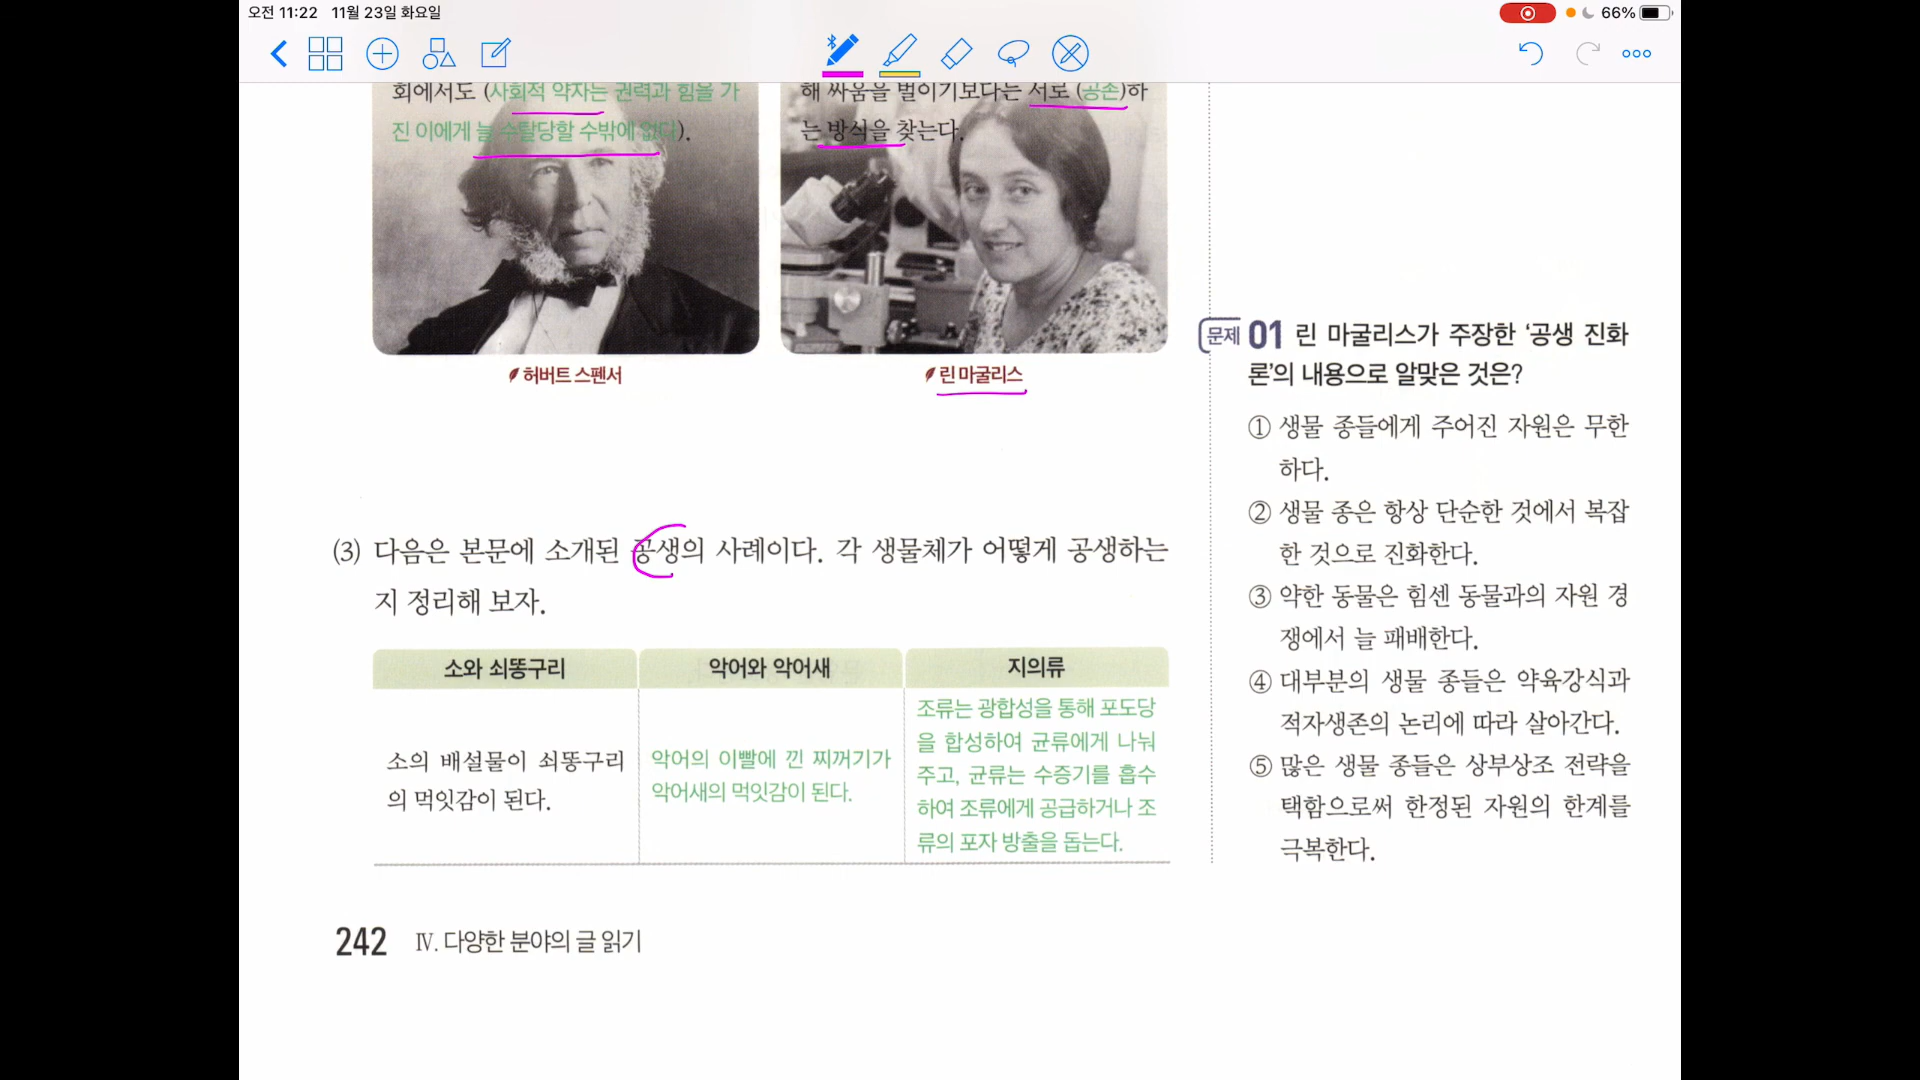 오전 11:22 11월 23일 화요일
66%
회에서도 (사회적 약자는 권력과 힘을 가
진 이에게 늘 수탈당할 수밖에 없다).
해 싸움을 벌이기보다는 서로 (공존)하
는 방식을 찾는다.
허버트 스펜서
린 마굴리스
(3) 다음은 본문에 소개된 공생의 사례이다. 각 생물체가 어떻게 공생하는
지 정리해 보자.
소와 쇠똥구리
소의 배설물이 쇠똥구리
의 먹잇감이 된다.
악어와 악어새
악어의 이빨에 낀 찌꺼기가
악어새의 먹잇감이 된다.
지의류
조류는 광합성을 통해 포도당
을 합성하여 균류에게 나눠
주고, 균류는 수증기를 흡수
하여 조류에게 공급하거나 조
류의 포자 방출을 돕는다.
242 Ⅳ. 다양한 분야의 글 읽기
문제 01 린 마굴리스가 주장한 ‘공생 진화
론’의 내용으로 알맞은 것은?
① 생물 종들에게 주어진 자원은 무한
하다.
② 생물 종은 항상 단순한 것에서 복잡
한 것으로 진화한다.
③ 약한 동물은 힘센 동물과의 자원 경
쟁에서 늘 패배한다.
④ 대부분의 생물 종들은 약육강식과
적자생존의 논리에 따라 살아간다.
⑤ 많은 생물 종들은 상부상조 전략을
택함으로써 한정된 자원의 한계를
극복한다.